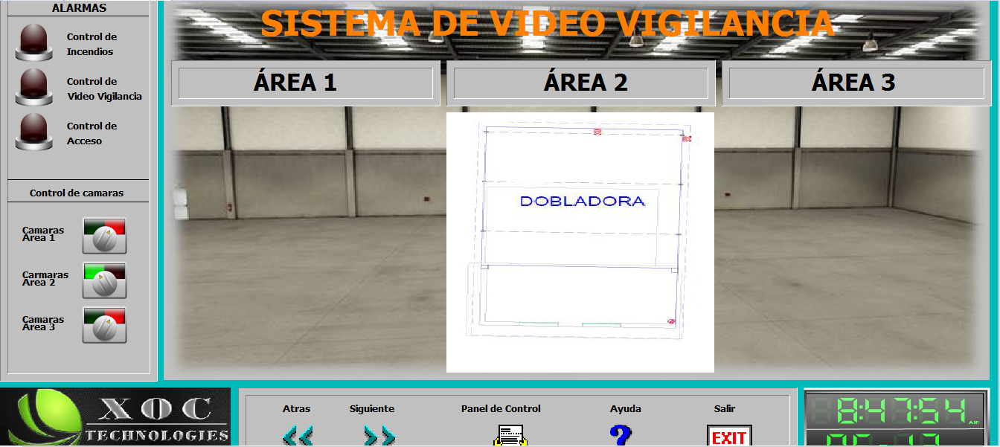 ALARMAS
Control de
Incendios
Control de
Video Vigilancia
Control de
Acceso
Control de camaras
Camaras
Area 1
Carmaras
Area 2
Camaras
Area 3
SISTEMA DE VIDEO VIGILANCIA
ÁREA 1
ÁREA 2
ÁREA 3
DOBLADORA
XOC
TECHNOLOGIES
Atras
Siguiente
Panel de Control
Ayuda
Salir
EXIT
8:47:54 AM